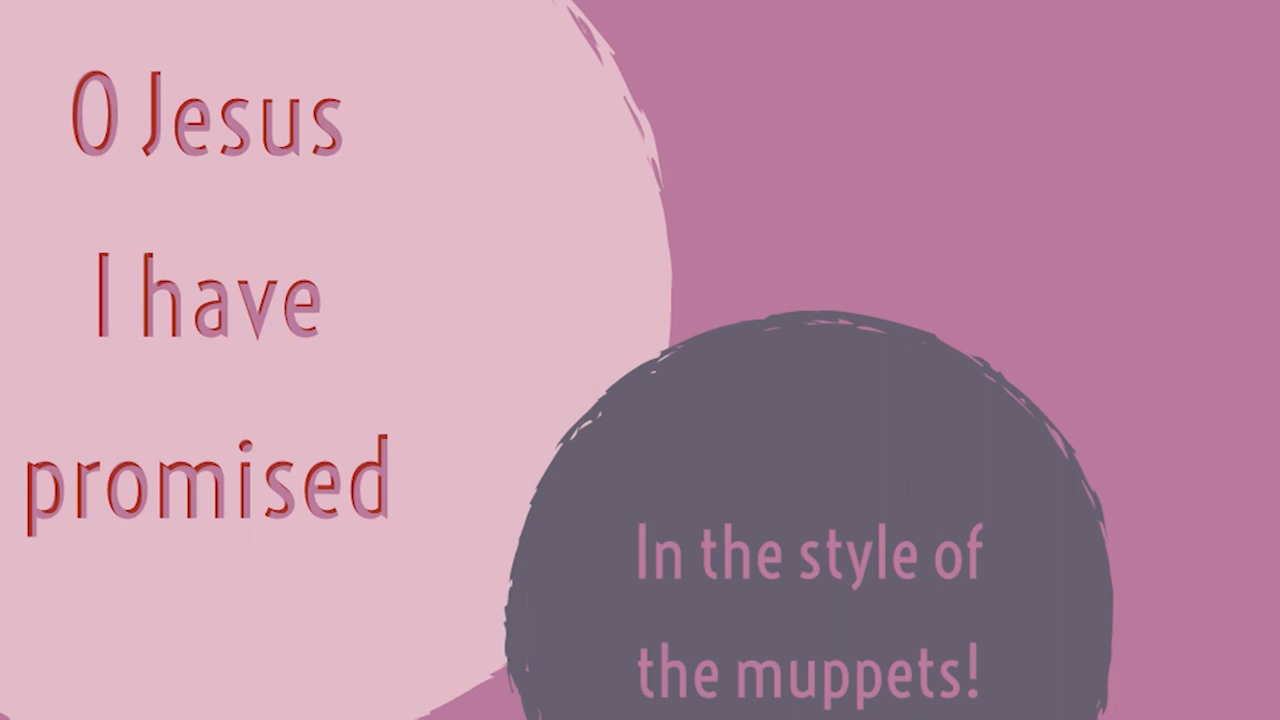 O Jesus
I have
promised
In the style of
the muppets!